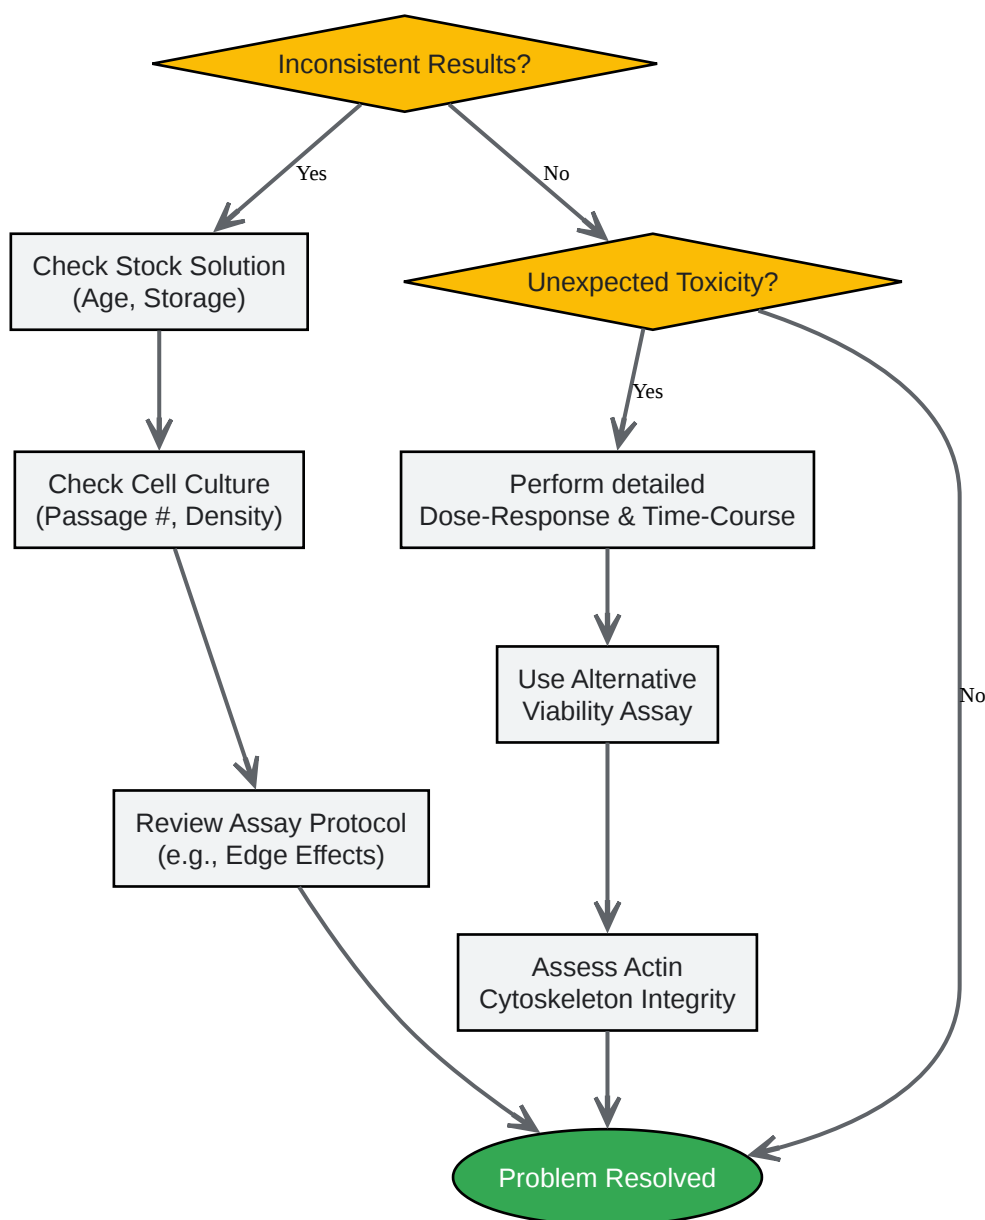 Inconsistent Results?
Yes
No
Check Stock Solution
(Age, Storage)
Unexpected Toxicity?
Yes
Check Cell Culture
(Passage #, Density)
Perform detailed
Dose-Response & Time-Course
Use Alternative
Viability Assay
No
Review Assay Protocol
(e.g., Edge Effects)
Assess Actin
Cytoskeleton Integrity
Problem Resolved